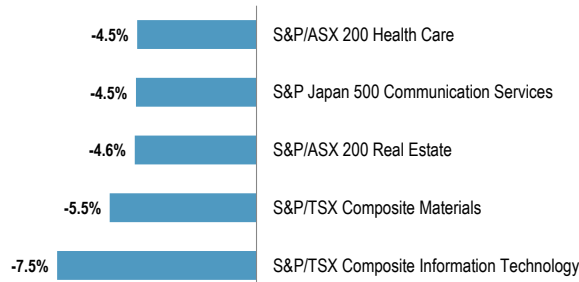 -4.5% S&P/ASX 200 Health Care
-4.5% S&P Japan 500 Communication Services
-4.6% S&P/ASX 200 Real Estate
-5.5% S&P/TSX Composite Materials
-7.5% S&P/TSX Composite Information Technology